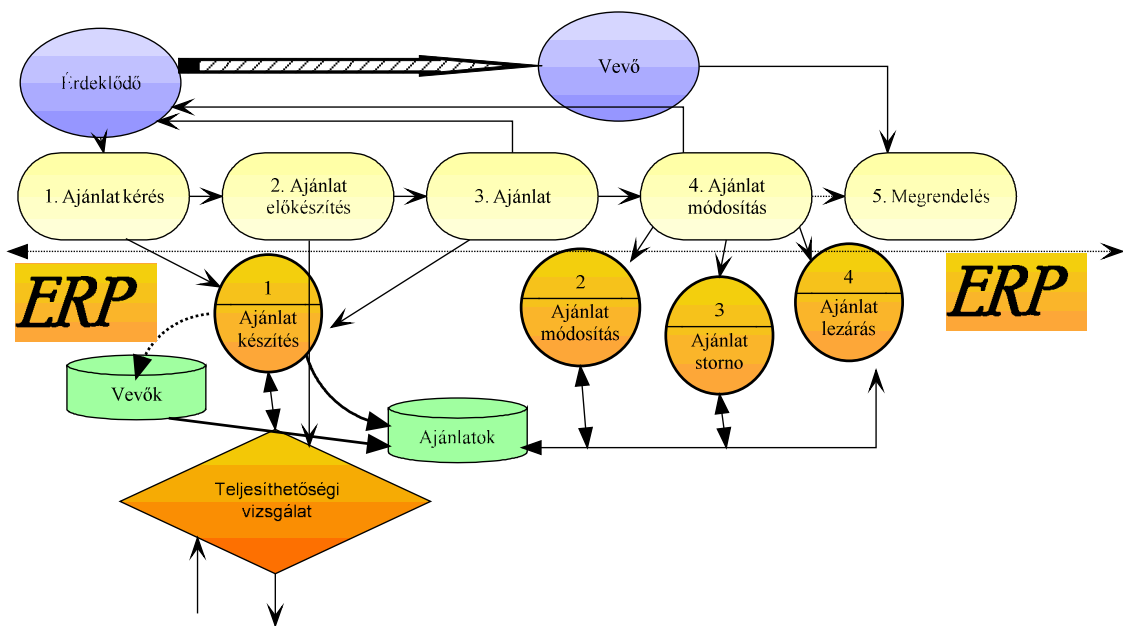 Érdeklődő
Vevő
1. Ajánlat kérés
2. Ajánlat
előkészítés
3. Ajánlat
4. Ajánlat
módosítás
5. Megrendelés
ERP
ERP
1
Ajánlat
készítés
2
Ajánlat
módosítás
3
Ajánlat
storno
4
Ajánlat
lezárás
Vevők
Ajánlatok
Teljesíthetőségi
vizsgálat